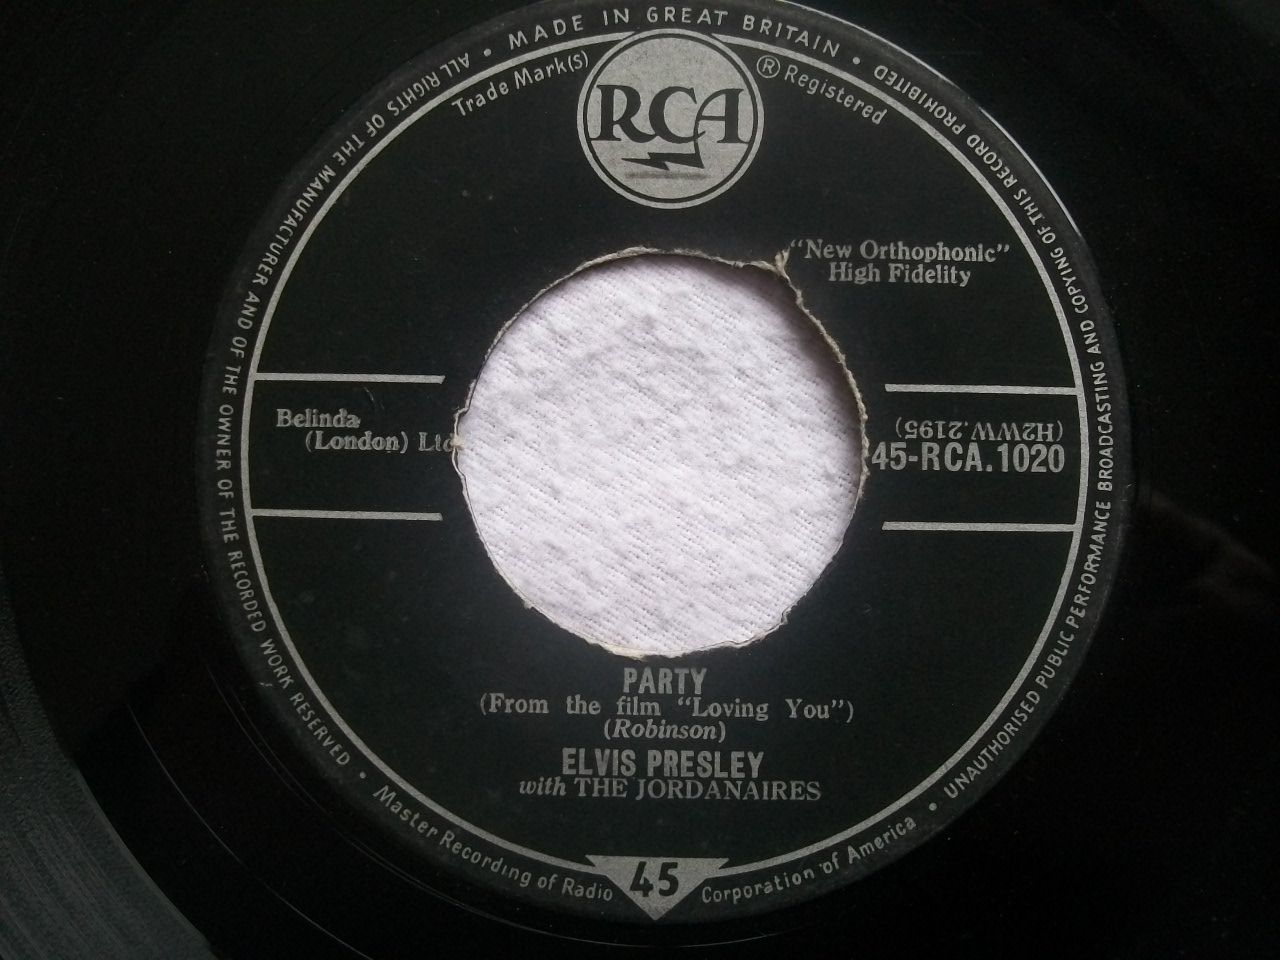 ALL RIGHTS OF THE MANUFACTURER AND OF THE OWNER OF THE RECORDED WORK RESERVED • MADE IN GREAT BRITAIN • UNAUTHORISED PUBLIC PERFORMANCE BROADCASTING AND COPYING OF THIS RECORD PROHIBITED •
Trade Mark(s) ® Registered
RCA
"New Orthophonic"
High Fidelity
Belinda
(London) Ltd
(H2WW.2195)
45-RCA.1020
PARTY
(From the film "Loving You")
(Robinson)
ELVIS PRESLEY
with THE JORDANAIRES
Master Recording of Radio Corporation of America
45